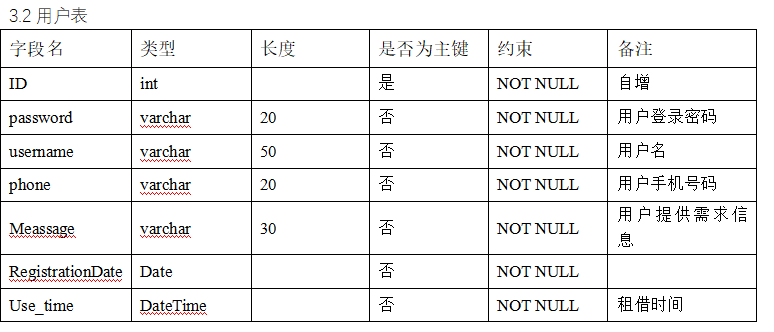 3.2 用户表
字段名 类型 长度 是否为主键 约束 备注
ID int 是 NOT NULL 自增
password varchar 20 否 NOT NULL 用户登录密码
username varchar 50 否 NOT NULL 用户名
phone varchar 20 否 NOT NULL 用户手机号码
Meassage varchar 30 否 NOT NULL 用户提供需求信
息
RegistrationDate Date 否 NOT NULL
Use_time DateTime 否 NOT NULL 租借时间